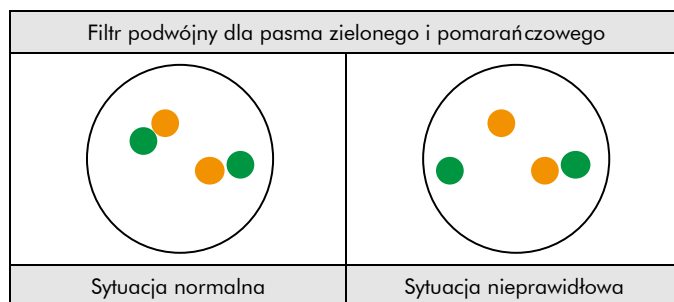 Filtr podwójny dla pasma zielonego i pomarańczowego
Sytuacja normalna
Sytuacja nieprawidłowa